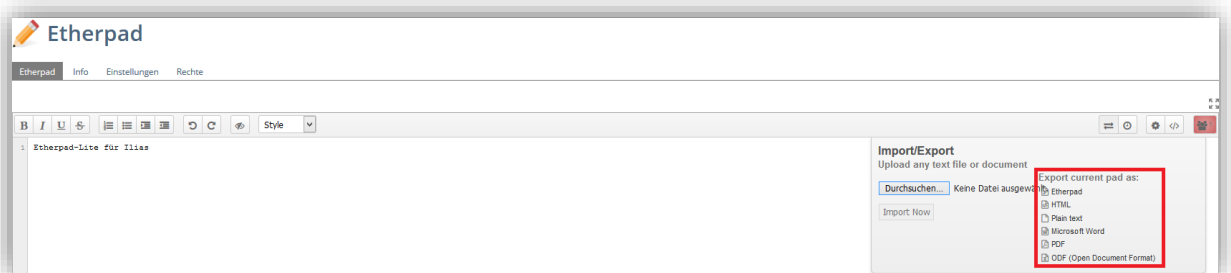 Etherpad
Etherpad Info Einstellungen Rechte
B I U S Style
1 Etherpad-Lite für Ilias
Import/Export
Upload any text file or document
Durchsuchen... Keine Datei ausgewählt.
Import Now
Export current pad as:
Etherpad
HTML
Plain text
Microsoft Word
PDF
ODF (Open Document Format)